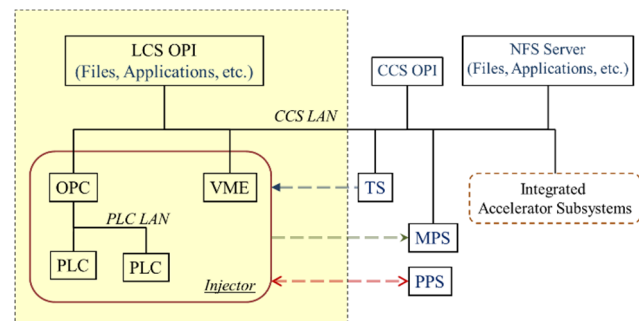 LCS OPI
(Files, Applications, etc.)
CCS OPI
NFS Server
(Files, Applications, etc.)
CCS LAN
OPC
VME
TS
Integrated
Accelerator Subsystems
PLC LAN
MPS
PLC
PLC
Injector
PPS